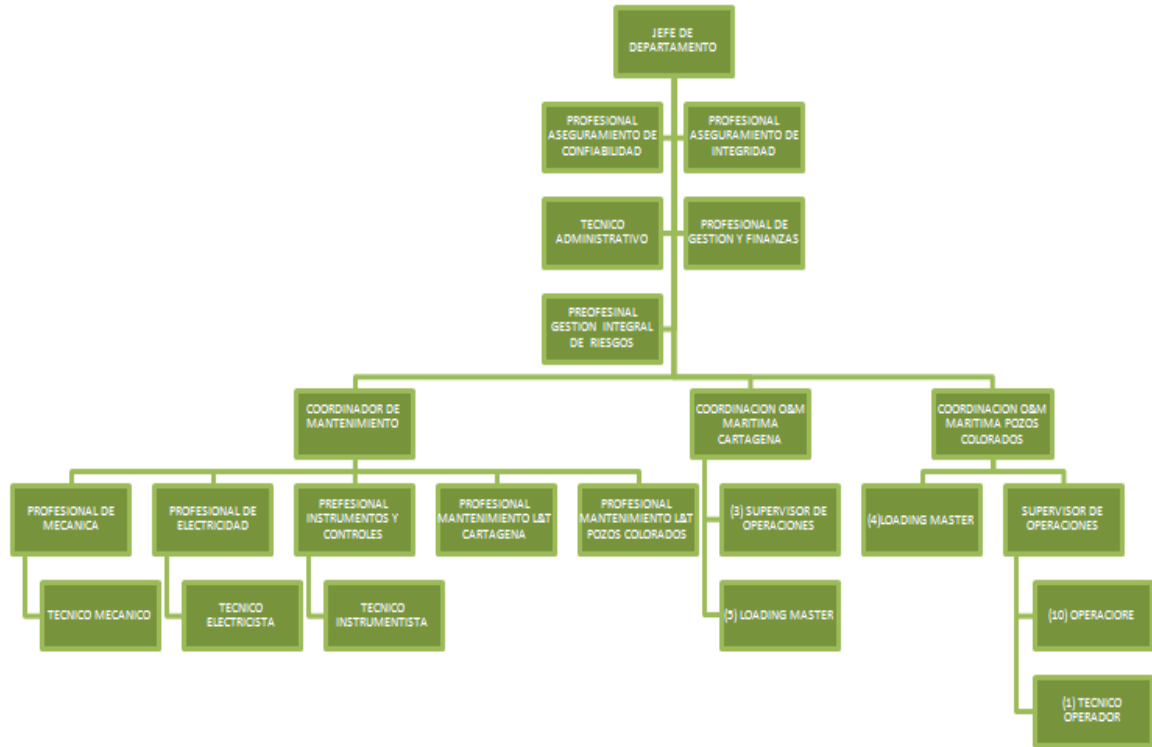 JEFE DE
DEPARTAMENTO
PROFESIONAL
ASEGURAMIENTO DE
CONFIABILIDAD
PROFESIONAL
ASEGURAMIENTO DE
INTEGRIDAD
TECNICO
ADMINISTRATIVO
PROFESIONAL DE
GESTION Y FINANZAS
PREOFESINAL
GESTION INTEGRAL
DE RIESGOS
COORDINADOR DE
MANTENIMIENTO
COORDINACION O&M
MARITIMA
CARTAGENA
COORDINACION O&M
MARITIMA POZOS
COLORADOS
PROFESIONAL DE
MECANICA
PROFESIONAL DE
ELECTRICIDAD
PREFESIONAL
INSTRUMENTOS Y
CONTROLES
PROFESIONAL
MANTENIMIENTO L&T
CARTAGENA
PROFESIONAL
MANTENIMIENTO L&T
POZOS COLORADOS
(3) SUPERVISOR DE
OPERACIONES
(4)LOADING MASTER
SUPERVISOR DE
OPERACIONES
TECNICO MECANICO
TECNICO
ELECTRICISTA
TECNICO
INSTRUMENTISTA
(5) LOADING MASTER
(10) OPERACIORE
(1) TECNICO
OPERADOR